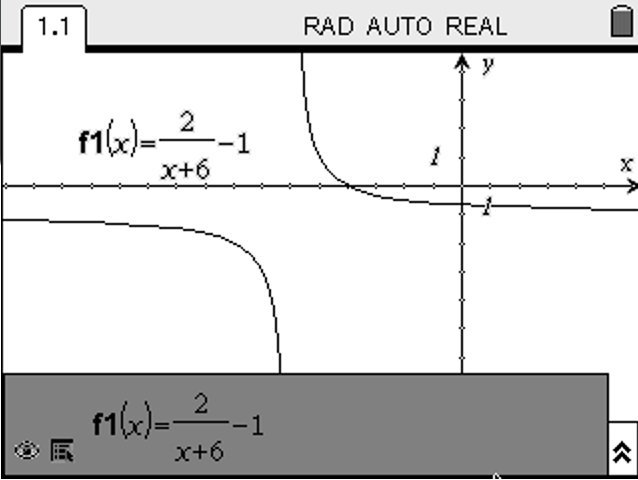 1.1 RAD AUTO REAL
y
f1(x)=2/(x+6)-1
1
x
1
f1(x)=2/(x+6)-1